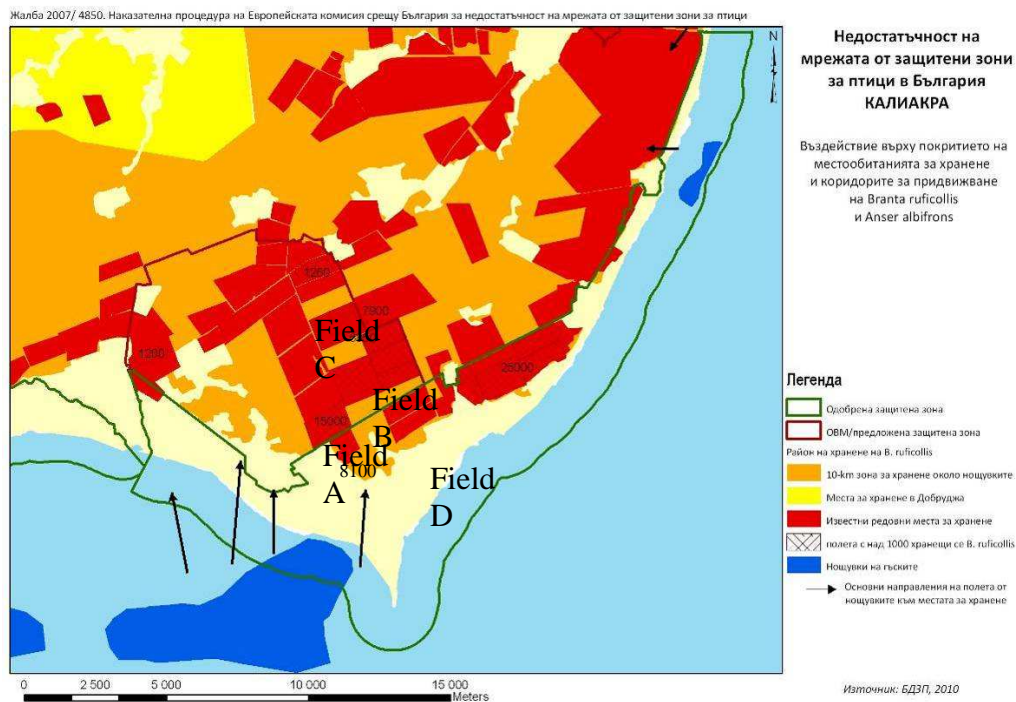 Жалба 2007/ 4850. Наказателна процедура на Европейската комисия срещу България за недостатъчност на мрежата от защитени зони за птици
N
Недостатъчност на
мрежата от защитени зони
за птици в България
КАЛИАКРА
Въздействие върху покритието на
местообитанията за хранене
и коридорите за придвижване
на Branta ruficollis
и Anser albifrons
1260
7900
Field
C
1200
25000
Field
B
15000
Field
A
8100
Field
D
Легенда
Одобрена защитена зона
ОВМ/предложена защитена зона
Район на хранене на B. ruficollis
10-km зона за хранене около нощувките
Места за хранене в Добруджа
Известни редовни места за хранене
полета с над 1000 хранещи се B. ruficollis
Нощувки на гъските
Основни направления на полета от
нощувките към местата за хранене
0 2 500 5 000 10 000 15 000
Meters
Източник: БДЗП, 2010